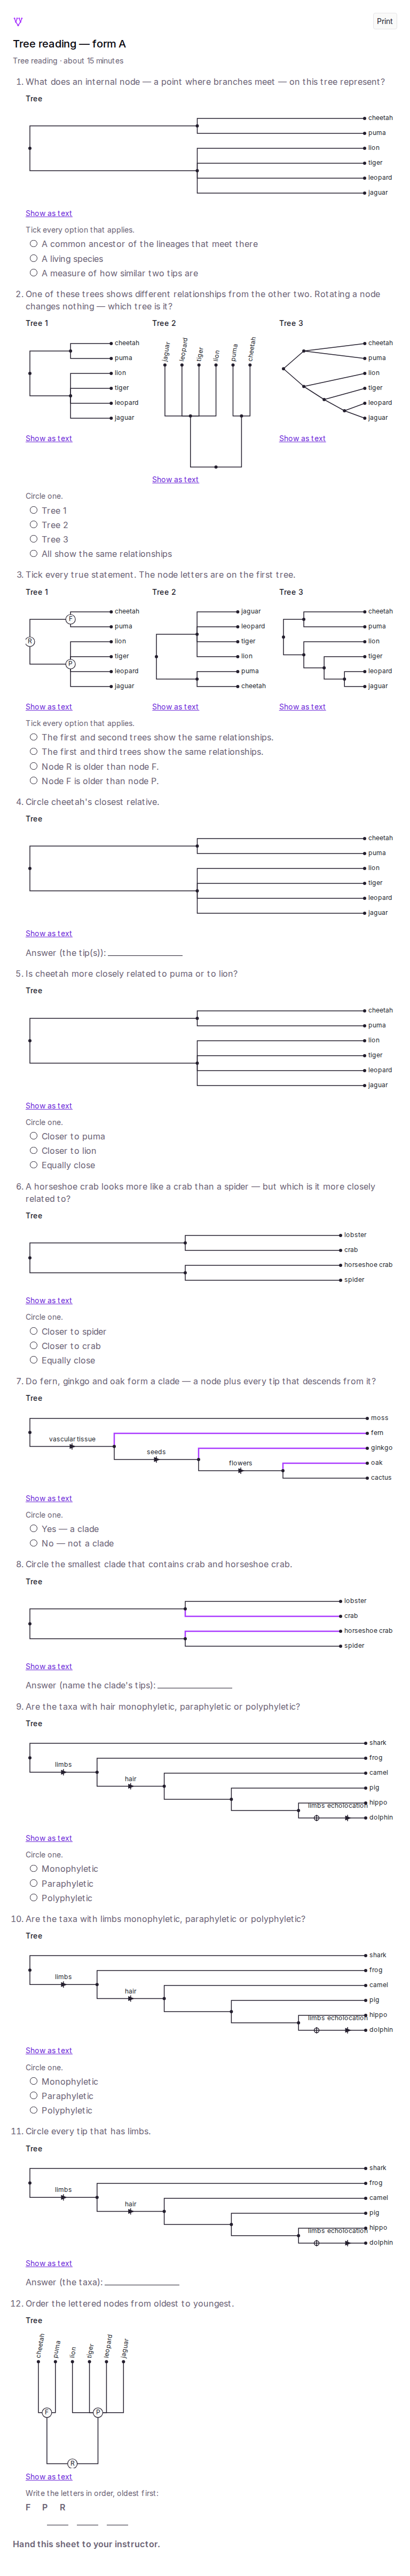 Print
Tree reading — form A
Tree reading · about 15 minutes
1. What does an internal node — a point where branches meet — on this tree represent?
Tree
cheetah
puma
lion
tiger
leopard
jaguar
Show as text
Tick every option that applies.
A common ancestor of the lineages that meet there
A living species
A measure of how similar two tips are
2. One of these trees shows different relationships from the other two. Rotating a node
changes nothing — which tree is it?
Tree 1
cheetah
puma
lion
tiger
leopard
jaguar
Show as text
Tree 2
jaguar
leopard
tiger
lion
puma
cheetah
Show as text
Tree 3
cheetah
puma
lion
tiger
leopard
jaguar
Show as text
Circle one.
Tree 1
Tree 2
Tree 3
All show the same relationships
3. Tick every true statement. The node letters are on the first tree.
Tree 1
R
F
P
cheetah
puma
lion
tiger
leopard
jaguar
Show as text
Tree 2
jaguar
leopard
tiger
lion
puma
cheetah
Show as text
Tree 3
cheetah
puma
lion
tiger
leopard
jaguar
Show as text
Tick every option that applies.
The first and second trees show the same relationships.
The first and third trees show the same relationships.
Node R is older than node F.
Node F is older than node P.
4. Circle cheetah's closest relative.
Tree
cheetah
puma
lion
tiger
leopard
jaguar
Show as text
Answer (the tip(s)):
5. Is cheetah more closely related to puma or to lion?
Tree
cheetah
puma
lion
tiger
leopard
jaguar
Show as text
Circle one.
Closer to puma
Closer to lion
Equally close
6. A horseshoe crab looks more like a crab than a spider — but which is it more closely
related to?
Tree
lobster
crab
horseshoe crab
spider
Show as text
Circle one.
Closer to spider
Closer to crab
Equally close
7. Do fern, ginkgo and oak form a clade — a node plus every tip that descends from it?
Tree
moss
fern
vascular tissue
ginkgo
seeds
oak
flowers
cactus
Show as text
Circle one.
Yes — a clade
No — not a clade
8. Circle the smallest clade that contains crab and horseshoe crab.
Tree
lobster
crab
horseshoe crab
spider
Show as text
Answer (name the clade's tips):
9. Are the taxa with hair monophyletic, paraphyletic or polyphyletic?
Tree
shark
frog
limbs
camel
hair
pig
hippo
limbs echolocation
dolphin
Show as text
Circle one.
Monophyletic
Paraphyletic
Polyphyletic
10. Are the taxa with limbs monophyletic, paraphyletic or polyphyletic?
Tree
shark
frog
limbs
camel
hair
pig
hippo
limbs echolocation
dolphin
Show as text
Circle one.
Monophyletic
Paraphyletic
Polyphyletic
11. Circle every tip that has limbs.
Tree
shark
frog
limbs
camel
hair
pig
hippo
limbs echolocation
dolphin
Show as text
Answer (the taxa):
12. Order the lettered nodes from oldest to youngest.
Tree
cheetah
puma
lion
tiger
leopard
jaguar
F
P
R
Show as text
Write the letters in order, oldest first:
F P R
Hand this sheet to your instructor.